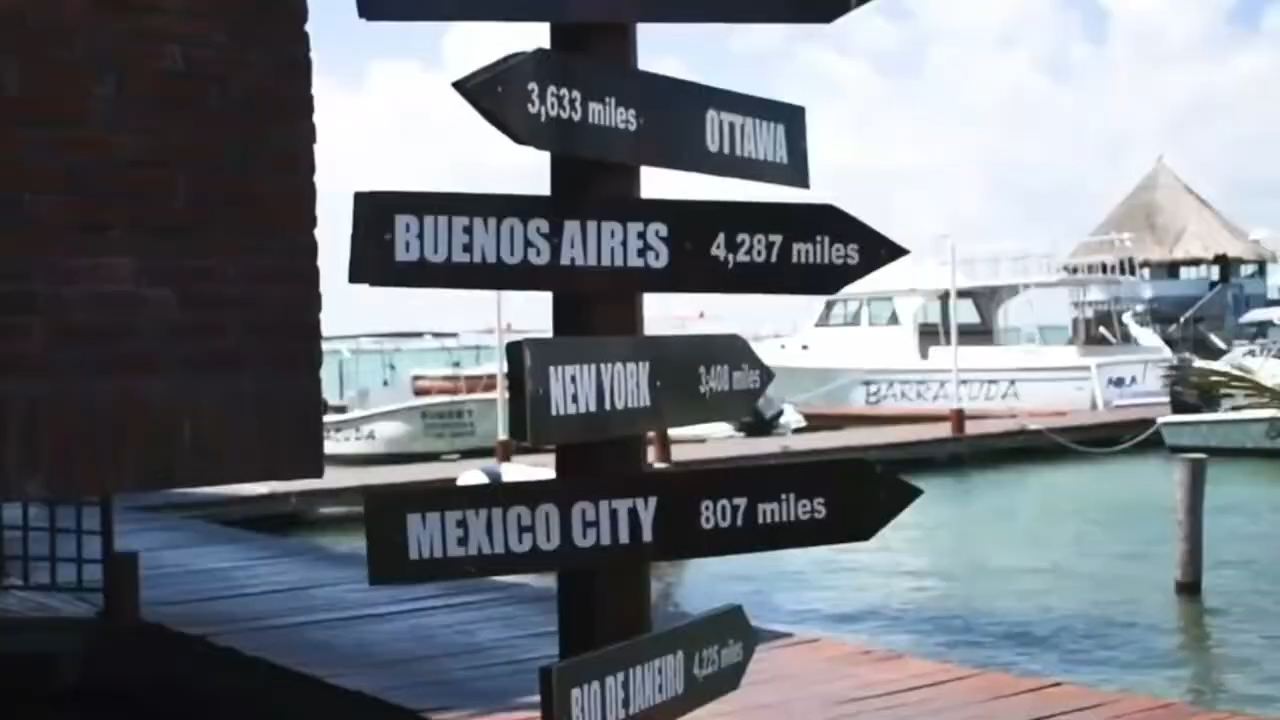 3,633 miles OTTAWA
BUENOS AIRES 4,287 miles
NEW YORK 3,400 miles
MEXICO CITY 807 miles
RIO DE JANEIRO 4,225 miles
BARRACUDA